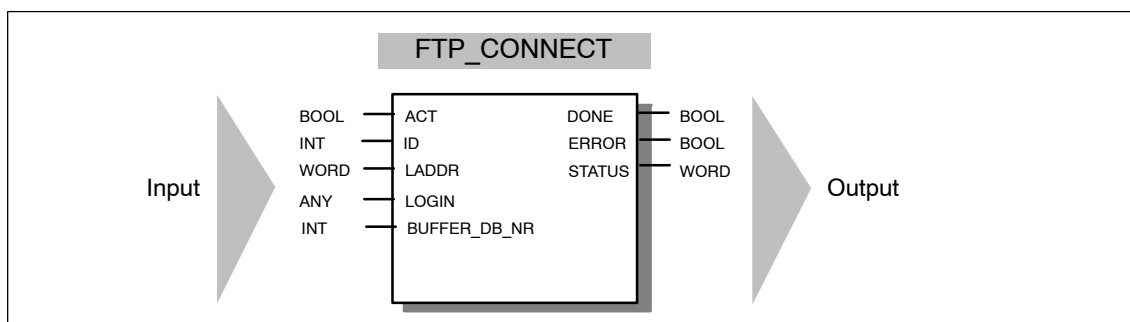 FTP_CONNECT
BOOL ACT DONE BOOL
INT ID ERROR BOOL
WORD LADDR STATUS WORD
Input Output
ANY LOGIN
INT BUFFER_DB_NR